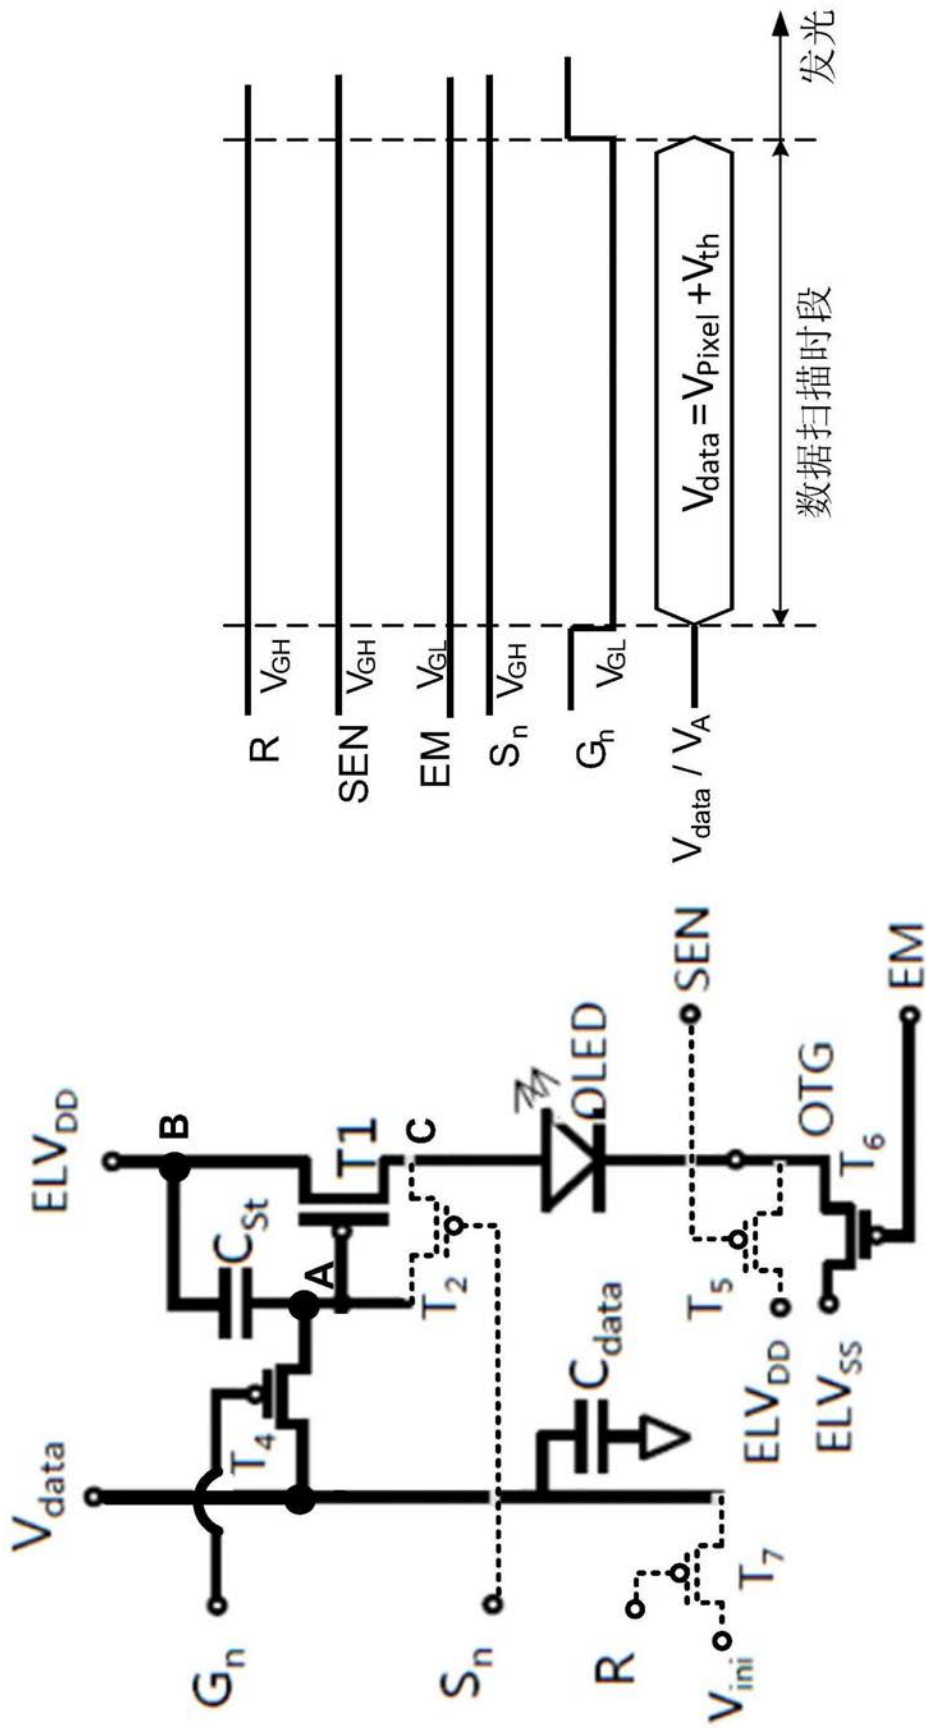 R
V_GH
SEN
V_GH
EM
V_GL
S_n
V_GH
G_n
V_GL
V_data / V_A
V_data = V_Pixel + V_th
数据扫描时段
发光
V_data
ELV_DD
B
C_St
A
T1
C
G_n
T_4
T_2
OLED
S_n
C_data
SEN
T_5
OTG
R
T_7
V_ini
ELV_DD
ELV_SS
T_6
EM